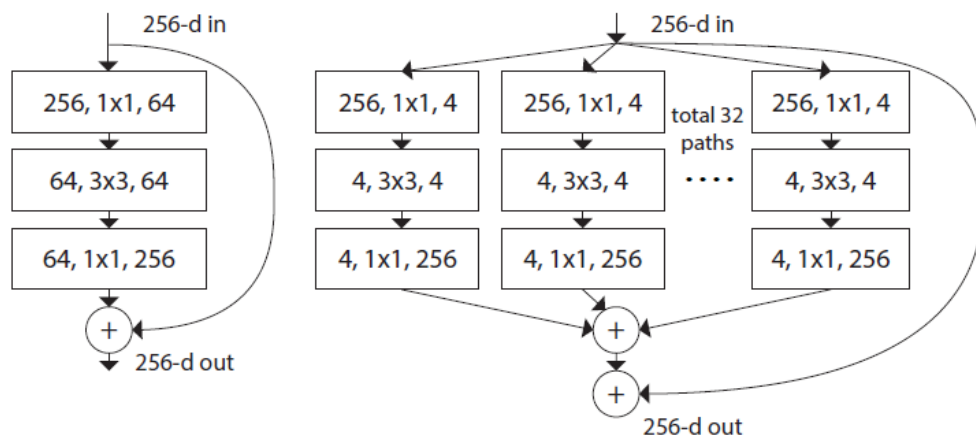 256-d in
256, 1x1, 64
64, 3x3, 64
64, 1x1, 256
+
256-d out
256-d in
256, 1x1, 4
256, 1x1, 4
total 32
paths
....
256, 1x1, 4
4, 3x3, 4
4, 3x3, 4
4, 3x3, 4
4, 1x1, 256
4, 1x1, 256
4, 1x1, 256
+
+
256-d out